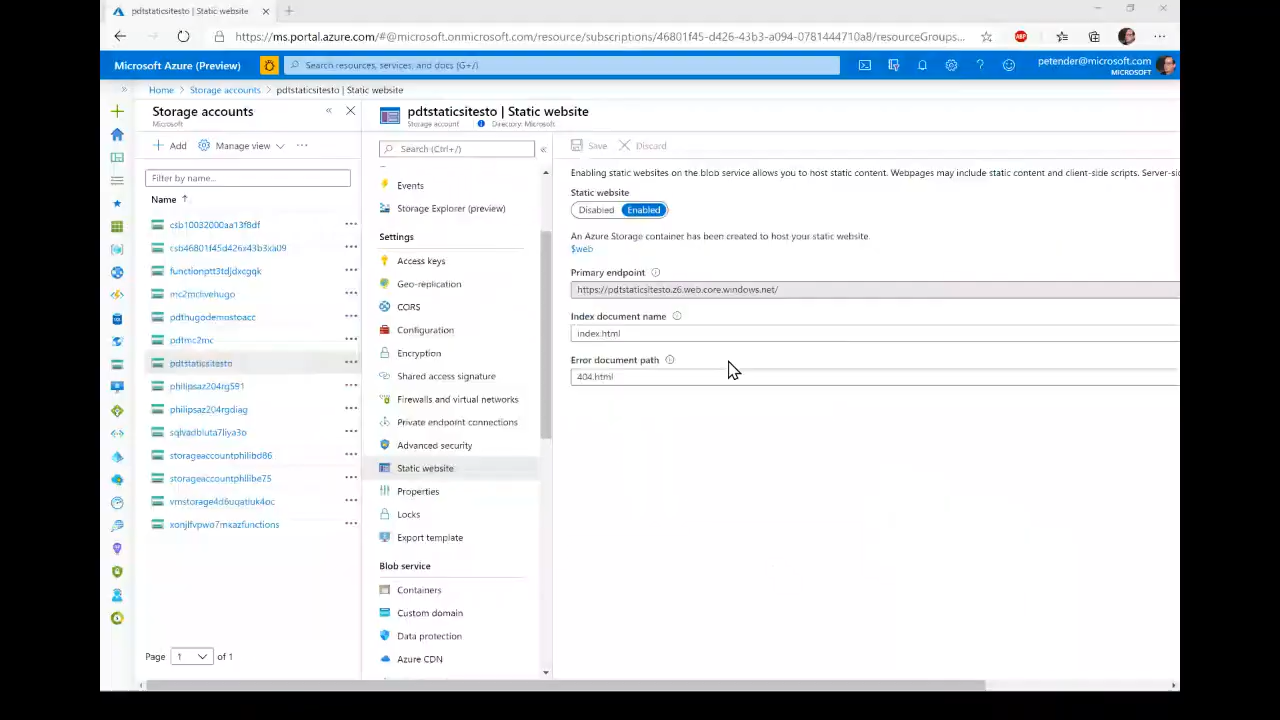 pdtstaticsitesto | Static website
https://ms.portal.azure.com/#@microsoft.onmicrosoft.com/resource/subscriptions/46801f45-d426-43b3-a094-0781444710a8/resourceGroups...
Microsoft Azure (Preview)
Search resources, services, and docs (G+/)
petender@microsoft.com
MICROSOFT
Home > Storage accounts > pdtstaticsitesto | Static website
Storage accounts
Microsoft
Add
Manage view
Filter by name...
Name
csb10032000aa13f8df
csb46801f45d426x43b3xa09
functionptt3tdjdxcgqk
mc2mclivehugo
pdthugodemostoacc
pdtmc2mc
pdtstaticsitesto
philipsaz204rg591
philipsaz204rgdiag
sqlvadbluta7liya3o
storageaccountphilibd86
storageaccountphilibe75
vmstorage4d6uqatiuk4oc
xonjlfvpwo7mkazfunctions
Page 1 of 1
pdtstaticsitesto | Static website
Storage account
Directory: Microsoft
Search (Ctrl+/)
Events
Storage Explorer (preview)
Settings
Access keys
Geo-replication
CORS
Configuration
Encryption
Shared access signature
Firewalls and virtual networks
Private endpoint connections
Advanced security
Static website
Properties
Locks
Export template
Blob service
Containers
Custom domain
Data protection
Azure CDN
Save
Discard
Enabling static websites on the blob service allows you to host static content. Webpages may include static content and client-side scripts. Server-si
Static website
Disabled Enabled
An Azure Storage container has been created to host your static website.
$web
Primary endpoint
https://pdtstaticsitesto.z6.web.core.windows.net/
Index document name
index.html
Error document path
404.html